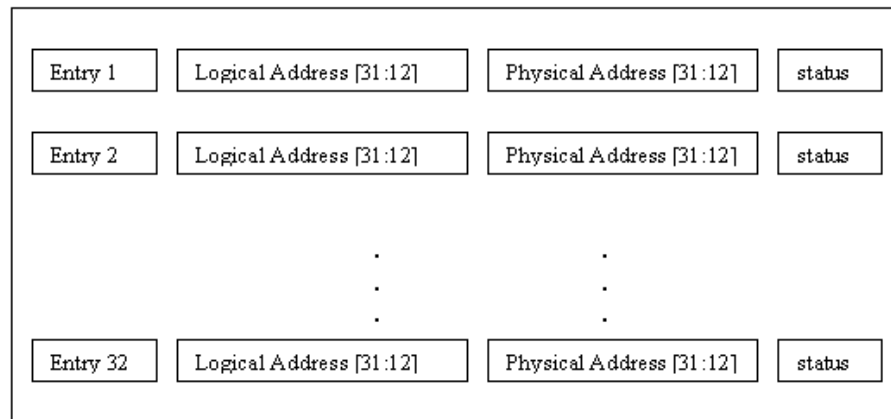 Entry 1 Logical Address [31:12] Physical Address [31:12] status
Entry 2 Logical Address [31:12] Physical Address [31:12] status
Entry 32 Logical Address [31:12] Physical Address [31:12] status